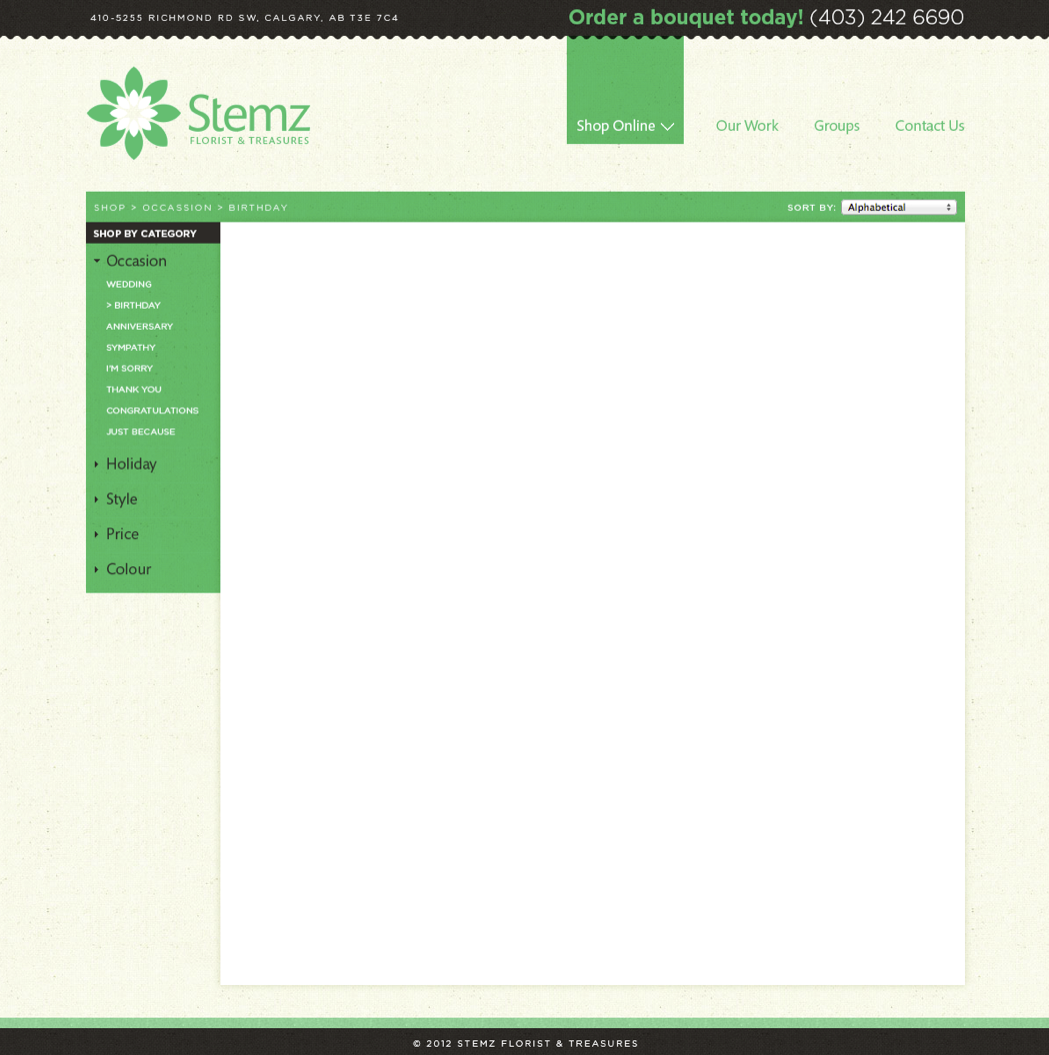 410-5255 RICHMOND RD SW, CALGARY, AB T3E 7C4
Order a bouquet today! (403) 242 6690
Stemz
FLORIST & TREASURES
Shop Online
Our Work
Groups
Contact Us
SHOP > OCCASSION > BIRTHDAY
SORT BY: Alphabetical
SHOP BY CATEGORY
Occasion
WEDDING
> BIRTHDAY
ANNIVERSARY
SYMPATHY
I'M SORRY
THANK YOU
CONGRATULATIONS
JUST BECAUSE
Holiday
Style
Price
Colour
© 2012 STEMZ FLORIST & TREASURES